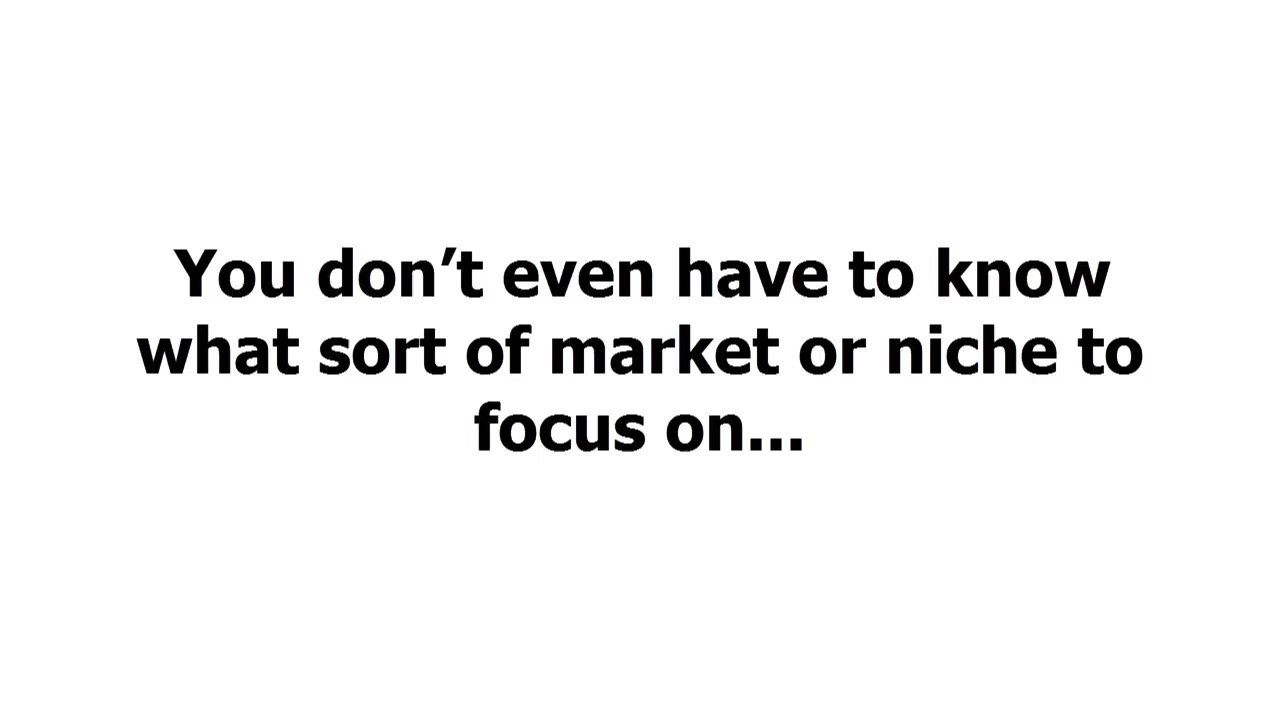 You don’t even have to know
what sort of market or niche to
focus on...